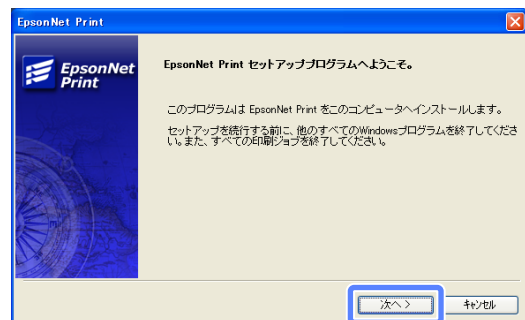 EpsonNet Print
EpsonNet
Print
EpsonNet Print セットアッププログラムへようこそ。
このプログラムは EpsonNet Print をこのコンピュータへインストールします。
セットアップを続行する前に、他のすべてのWindowsプログラムを終了してくださ
い。また、すべての印刷ジョブを終了してください。
次へ >
キャンセル